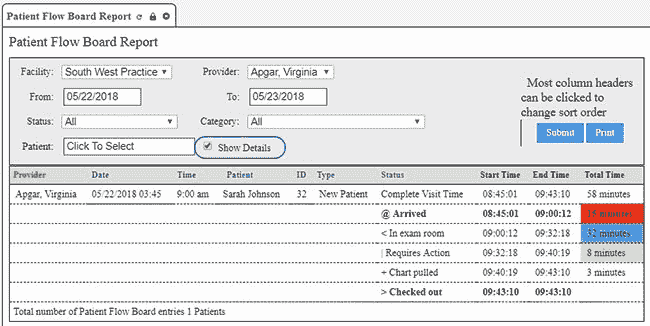 Patient Flow Board Report
Patient Flow Board Report
Facility: South West Practice Provider: Apgar, Virginia
From: 05/22/2018 To: 05/23/2018
Status: All Category: All
Patient: Click To Select Show Details
Most column headers
can be clicked to
change sort order
Submit Print
Provider Date Time Patient ID Type Status Start Time End Time Total Time
Apgar, Virginia 05/22/2018 03:45 9:00 am Sarah Johnson 32 New Patient Complete Visit Time 08:45:01 09:43:10 58 minutes
@ Arrived 08:45:01 09:00:12 15 minutes
< In exam room 09:00:12 09:32:18 32 minutes
| Requires Action 09:32:18 09:40:19 8 minutes
+ Chart pulled 09:40:19 09:43:10 3 minutes
> Checked out 09:43:10 09:43:10
Total number of Patient Flow Board entries 1 Patients